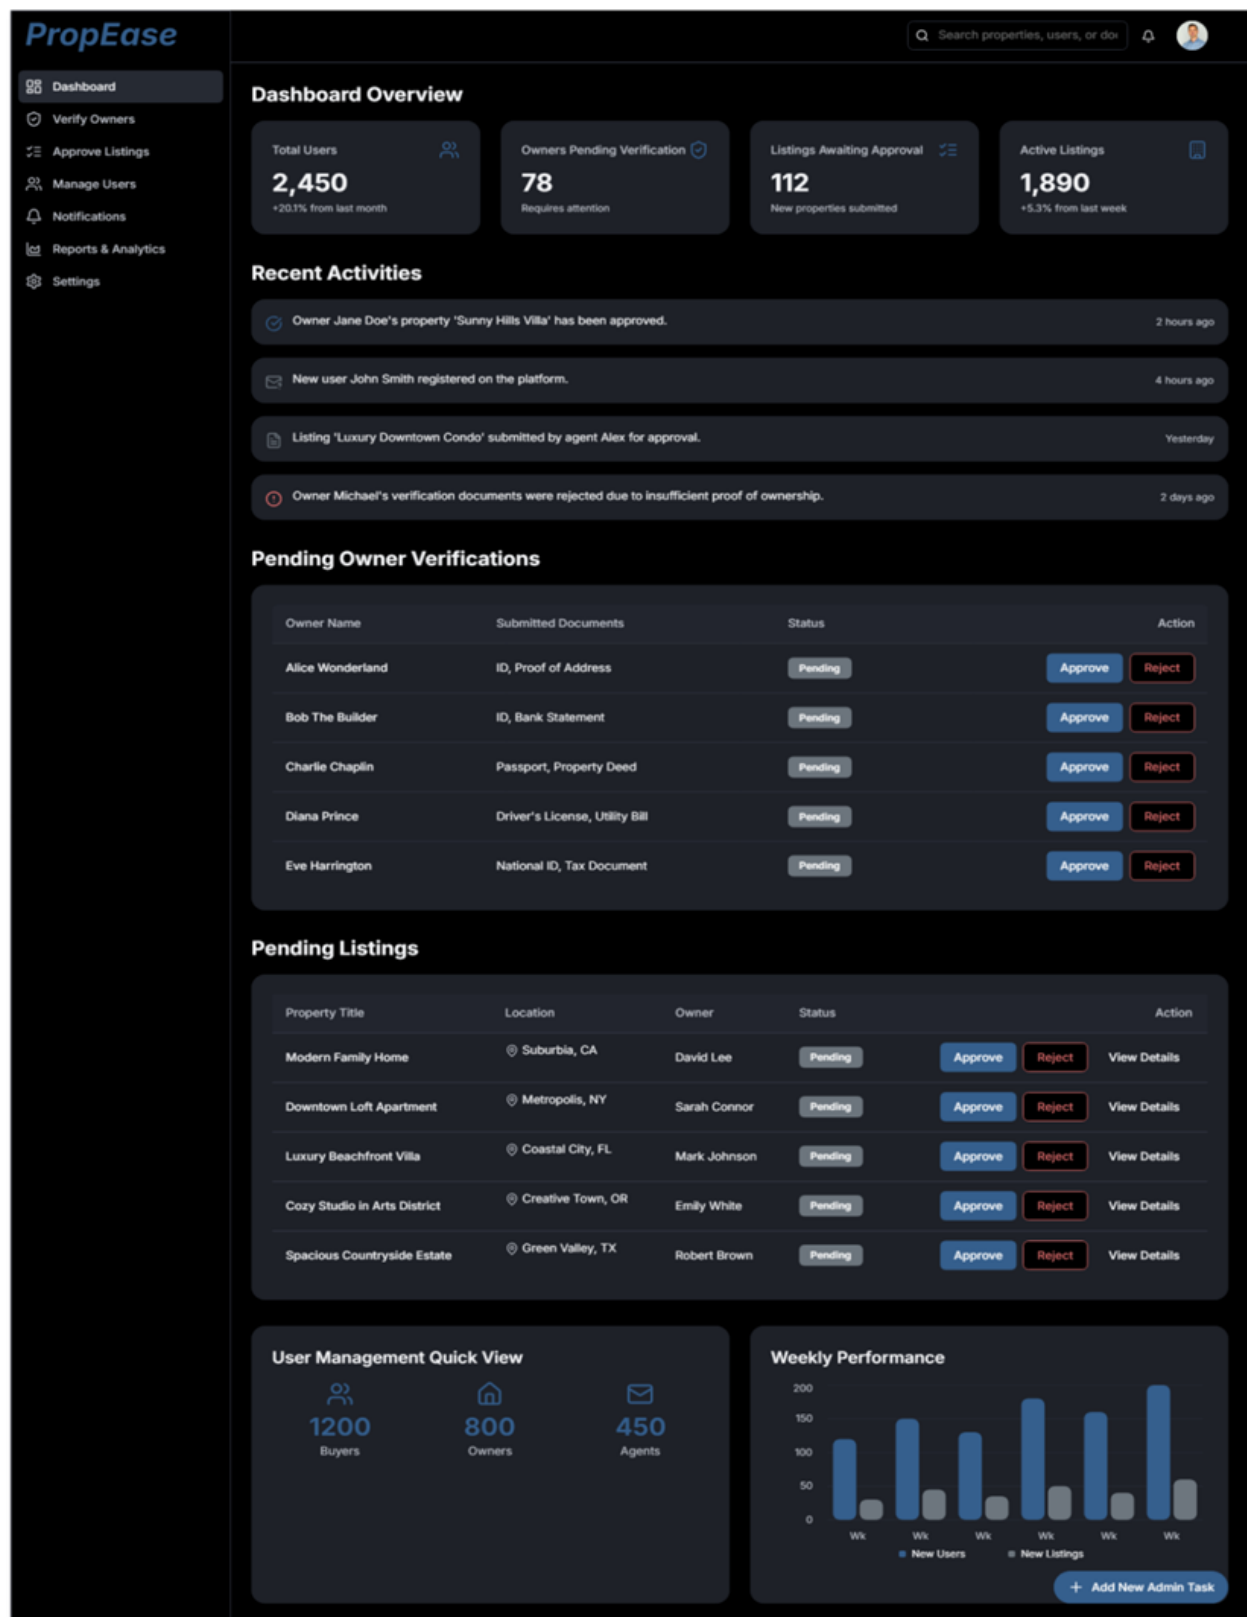 PropEase
Search properties, users, or do
Dashboard
Verify Owners
Approve Listings
Manage Users
Notifications
Reports & Analytics
Settings
Dashboard Overview
Total Users
2,450
+20.1% from last month
Owners Pending Verification
78
Requires attention
Listings Awaiting Approval
112
New properties submitted
Active Listings
1,890
+5.3% from last week
Recent Activities
Owner Jane Doe's property 'Sunny Hills Villa' has been approved. 2 hours ago
New user John Smith registered on the platform. 4 hours ago
Listing 'Luxury Downtown Condo' submitted by agent Alex for approval. Yesterday
Owner Michael's verification documents were rejected due to insufficient proof of ownership. 2 days ago
Pending Owner Verifications
Owner Name Submitted Documents Status Action
Alice Wonderland ID, Proof of Address Pending Approve Reject
Bob The Builder ID, Bank Statement Pending Approve Reject
Charlie Chaplin Passport, Property Deed Pending Approve Reject
Diana Prince Driver's License, Utility Bill Pending Approve Reject
Eve Harrington National ID, Tax Document Pending Approve Reject
Pending Listings
Property Title Location Owner Status Action
Modern Family Home Suburbia, CA David Lee Pending Approve Reject View Details
Downtown Loft Apartment Metropolis, NY Sarah Connor Pending Approve Reject View Details
Luxury Beachfront Villa Coastal City, FL Mark Johnson Pending Approve Reject View Details
Cozy Studio in Arts District Creative Town, OR Emily White Pending Approve Reject View Details
Spacious Countryside Estate Green Valley, TX Robert Brown Pending Approve Reject View Details
User Management Quick View
1200 800 450
Buyers Owners Agents
Weekly Performance
200
150
100
50
0
Wk Wk Wk Wk Wk Wk
New Users New Listings
+ Add New Admin Task